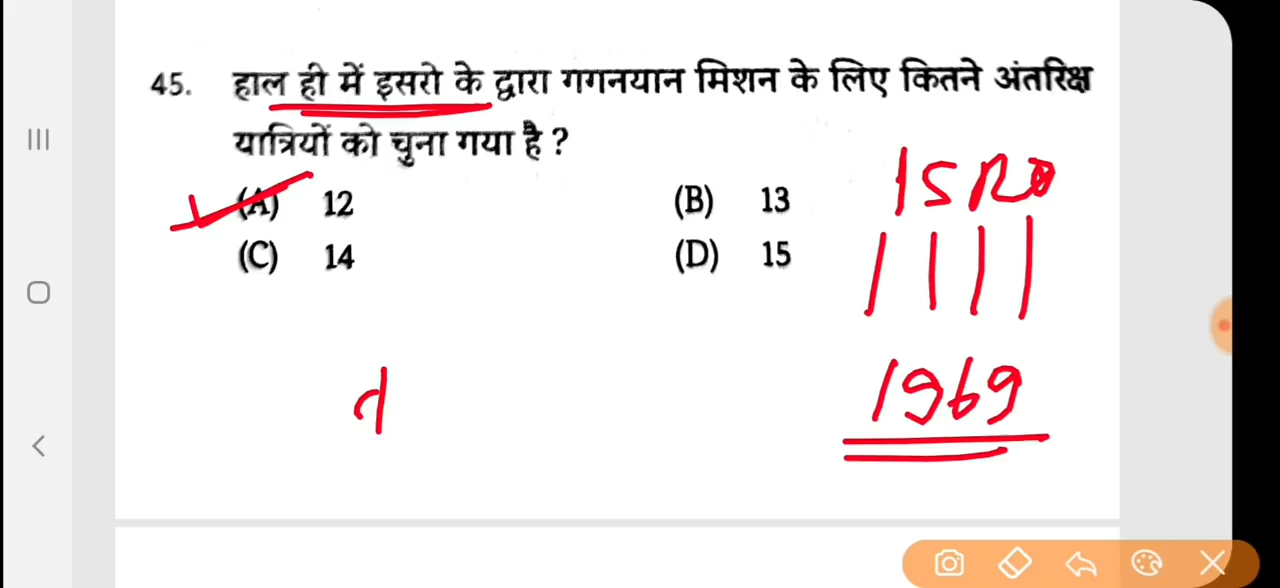 45. हाल ही में इसरो के द्वारा गगनयान मिशन के लिए कितने अंतरिक्ष
यात्रियों को चुना गया है ?
(A) 12 (B) 13
(C) 14 (D) 15
ISRO
1969